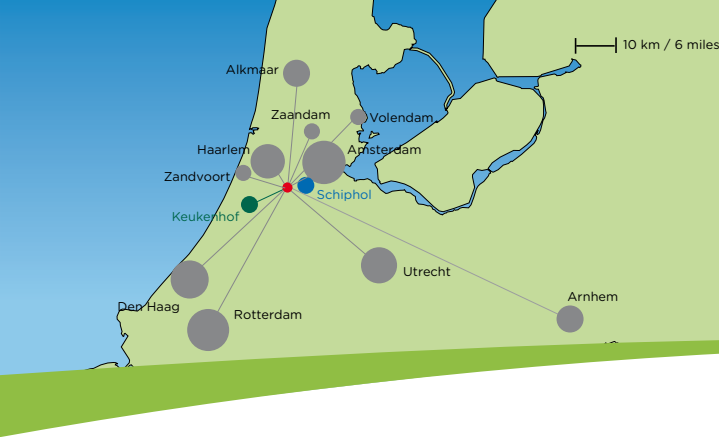 10 km / 6 miles
Alkmaar
Zaandam
Volendam
Haarlem
Amsterdam
Zandvoort
Schiphol
Keukenhof
Utrecht
Arnhem
Den Haag
Rotterdam